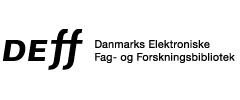 DEff
Danmarks Elektroniske
Fag- og Forskningsbibliotek